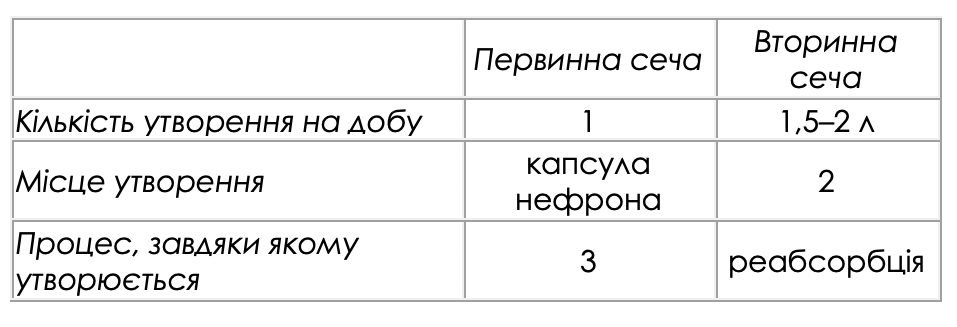 Первинна сеча
Вторинна
сеча
Кількість утворення на добу
1
1,5–2 л
Місце утворення
капсула
нефрона
2
Процес, завдяки якому
утворюється
3
реабсорбція